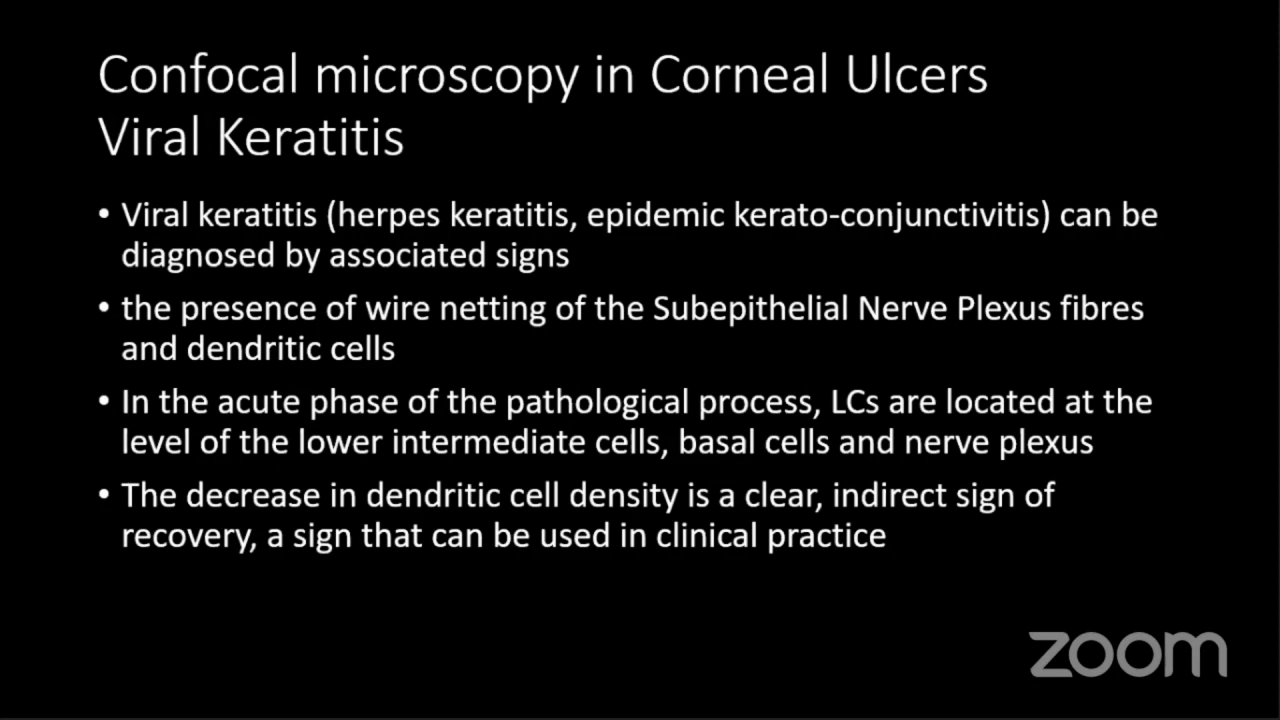 Confocal microscopy in Corneal Ulcers
Viral Keratitis
• Viral keratitis (herpes keratitis, epidemic kerato-conjunctivitis) can be
diagnosed by associated signs
• the presence of wire netting of the Subepithelial Nerve Plexus fibres
and dendritic cells
• In the acute phase of the pathological process, LCs are located at the
level of the lower intermediate cells, basal cells and nerve plexus
• The decrease in dendritic cell density is a clear, indirect sign of
recovery, a sign that can be used in clinical practice
zoom